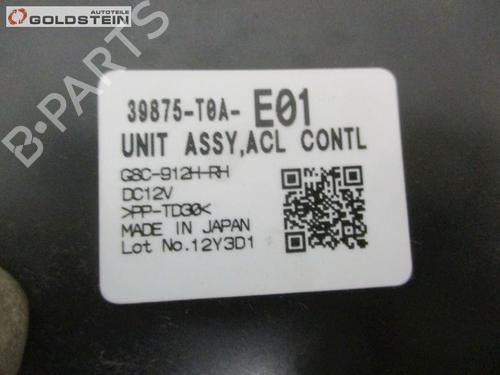 Autoteile
GOLDSTEIN
B-PARTS
39875-T0A-E01
UNIT ASSY,ACL CONTL
GSC-912H-RH
DC12V
>PP-TD30<
MADE IN JAPAN
Lot No.12Y3D1